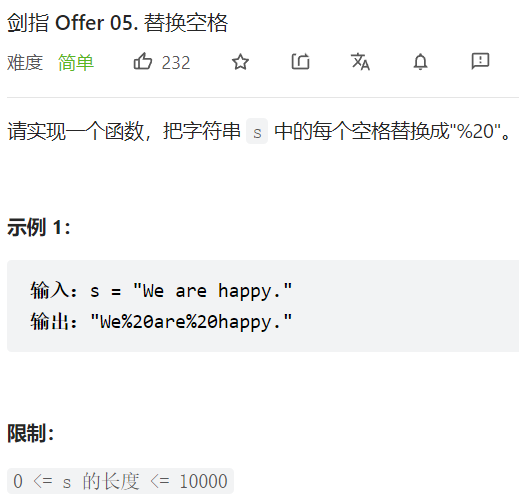 剑指 Offer 05. 替换空格
难度 简单 232
请实现一个函数，把字符串 s 中的每个空格替换成"%20"。
示例 1：
输入：s = "We are happy."
输出："We%20are%20happy."
限制：
0 <= s 的长度 <= 10000